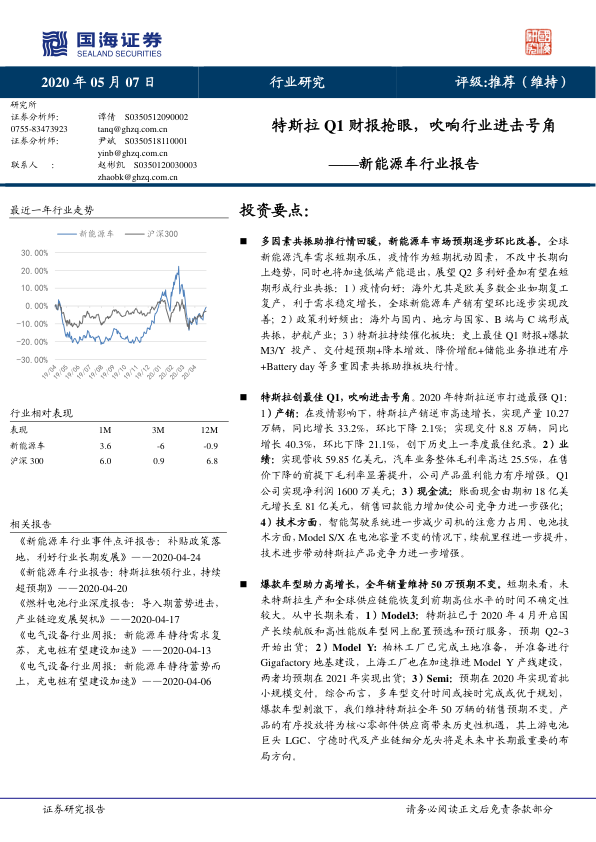 国海证券
SEALAND SECURITIES
2020 年 05 月 07 日
行业研究
评级:推荐（维持）
研究所
证券分析师: 谭倩 S0350512090002
0755-83473923 tanq@ghzq.com.cn
证券分析师: 尹斌 S0350518110001
yinb@ghzq.com.cn
联系人 : 赵彬凯 S0350120030003
zhaobk@ghzq.com.cn
特斯拉 Q1 财报抢眼，吹响行业进击号角
——新能源车行业报告
最近一年行业走势
新能源车 沪深300
30.00%
20.00%
10.00%
0.00%
-10.00%
-20.00%
-30.00%
19/04
19/05
19/06
19/07
19/08
19/09
19/10
19/11
19/12
20/01
20/02
20/03
20/04
行业相对表现
表现 1M 3M 12M
新能源车 3.6 -6 -0.9
沪深 300 6.0 0.9 6.8
相关报告
《新能源车行业事件点评报告：补贴政策落
地，利好行业长期发展》——2020-04-24
《新能源车行业报告：特斯拉独领行业，持续
超预期》——2020-04-20
《燃料电池行业深度报告：导入期蓄势进击，
产业链迎发展契机》——2020-04-17
《电气设备行业周报：新能源车静待需求复
苏，充电桩有望建设加速》——2020-04-13
《电气设备行业周报：新能源车静待蓄势而
上，充电桩有望建设加速》——2020-04-06
投资要点:
■ 多因素共振助推行情回暖，新能源车市场预期逐步环比改善。全球
新能源汽车需求短期承压，疫情作为短期扰动因素，不改中长期向
上趋势，同时也将加速低端产能退出，展望 Q2 多利好叠加有望在短
期形成行业共振：1）疫情向好：海外尤其是欧美多数企业如期复工
复产，利于需求稳定增长，全球新能源车产销有望环比逐步实现改
善；2）政策利好频出：海外与国内、地方与国家、B 端与 C 端形成
共振，护航产业；3）特斯拉持续催化板块：史上最佳 Q1 财报+爆款
M3/Y 投产、交付超预期+降本增效、降价增配+储能业务推进有序
+Battery day 等多重因素共振助推板块行情。
■ 特斯拉创最佳 Q1，吹响进击号角。2020 年特斯拉逆市打造最强 Q1:
1）产销：在疫情影响下，特斯拉产销逆市高速增长，实现产量 10.27
万辆，同比增长 33.2%，环比下降 2.1%；实现交付 8.8 万辆，同比
增长 40.3%，环比下降 21.1%，创下历史上一季度最佳纪录。2）业
绩：实现营收 59.85 亿美元，汽车业务整体毛利率高达 25.5%，在售
价下降的前提下毛利率显著提升，公司产品盈利能力有序增强。Q1
公司实现净利润 1600 万美元；3）现金流：账面现金由期初 18 亿美
元增长至 81 亿美元，销售回款能力增加使公司竞争力进一步强化；
4）技术方面，智能驾驶系统进一步减少司机的注意力占用、电池技
术方面，Model S/X 在电池容量不变的情况下，续航里程进一步提升，
技术进步带动特斯拉产品竞争力进一步增强。
■ 爆款车型助力高增长，全年销量维持 50 万预期不变。短期来看，未
来特斯拉生产和全球供应链能恢复到前期高位水平的时间不确定性
较大。从中长期来看，1）Model3：特斯拉已于 2020 年 4 月开启国
产长续航版和高性能版车型网上配置预选和预订服务，预期 Q2~3
开始出货；2）Model Y: 柏林工厂已完成土地准备，并准备进行
Gigafactory 地基建设，上海工厂也在加速推进 Model Y 产线建设，
两者均预期在 2021 年实现出货；3）Semi：预期在 2020 年实现首批
小规模交付。综合而言，多车型交付时间或按时完成或优于规划，
爆款车型刺激下，我们维持特斯拉全年 50 万辆的销售预期不变。产
品的有序投放将为核心零部件供应商带来历史性机遇，其上游电池
巨头 LGC、宁德时代及产业链细分龙头将是未来中长期最重要的布
局方向。
证券研究报告
请务必阅读正文后免责条款部分